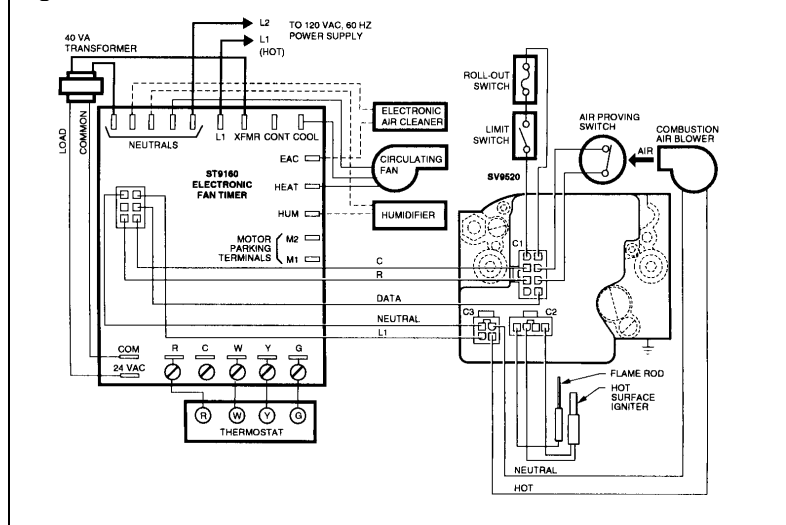 L2
TO 120 VAC, 60 HZ
POWER SUPPLY
L1
(HOT)
40 VA
TRANSFORMER
ROLL-OUT
SWITCH
ELECTRONIC
AIR CLEANER
LIMIT
SWITCH
AIR PROVING
SWITCH
COMBUSTION
AIR BLOWER
AIR
LOAD
COMMON
NEUTRALS
L1 XFMR CONT COOL
EAC
CIRCULATING
FAN
ST9160
ELECTRONIC
FAN TIMER
HEAT
SV9520
HUM
HUMIDIFIER
MOTOR
PARKING
TERMINALS
M2
M1
C1
C
R
DATA
NEUTRAL
L1
C3
C2
COM
24 VAC
R C W Y G
FLAME ROD
HOT
SURFACE
IGNITER
R W Y G
THERMOSTAT
NEUTRAL
HOT